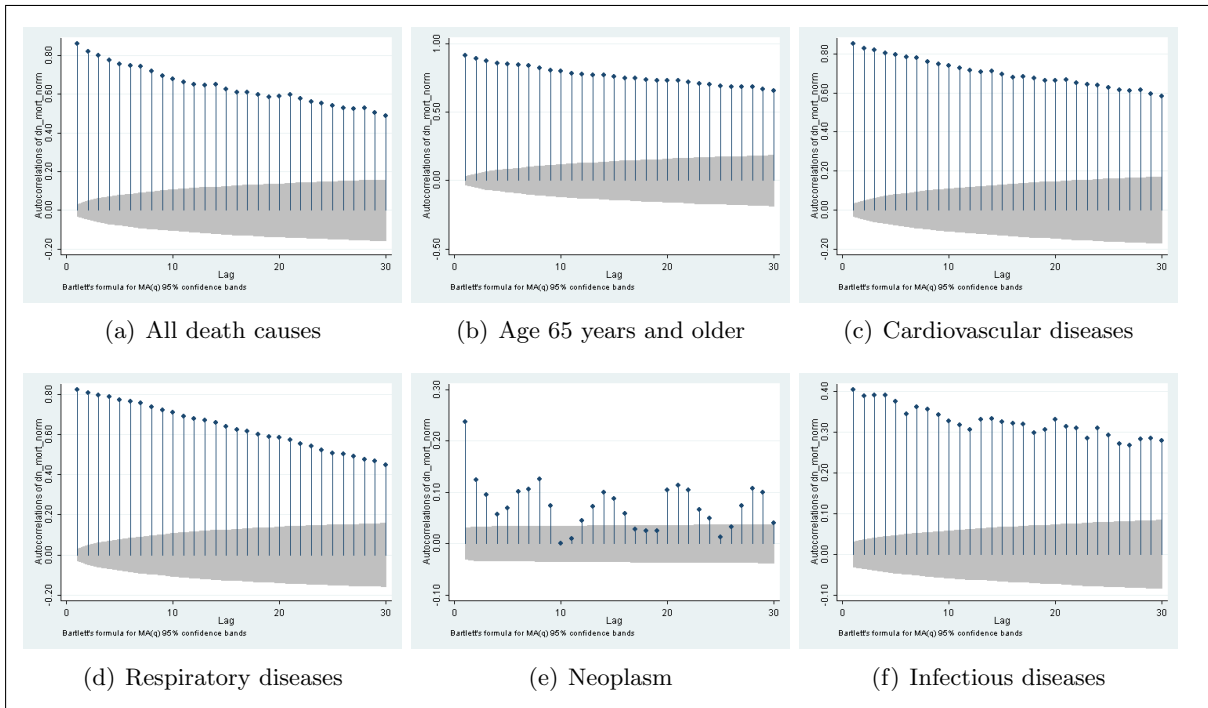 Autocorrelations of dn_mort_norm
0.80
0.60
0.40
0.20
0.00
-0.20
0 10 20 30
Lag
Bartlett's formula for MA(q) 95% confidence bands
(a) All death causes
Autocorrelations of dn_mort_norm
1.00
0.50
0.00
-0.50
0 10 20 30
Lag
Bartlett's formula for MA(q) 95% confidence bands
(b) Age 65 years and older
Autocorrelations of dn_mort_norm
0.80
0.60
0.40
0.20
0.00
-0.20
0 10 20 30
Lag
Bartlett's formula for MA(q) 95% confidence bands
(c) Cardiovascular diseases
Autocorrelations of dn_mort_norm
0.80
0.60
0.40
0.20
0.00
-0.20
0 10 20 30
Lag
Bartlett's formula for MA(q) 95% confidence bands
(d) Respiratory diseases
Autocorrelations of dn_mort_norm
0.30
0.20
0.10
0.00
-0.10
0 10 20 30
Lag
Bartlett's formula for MA(q) 95% confidence bands
(e) Neoplasm
Autocorrelations of dn_mort_norm
0.40
0.30
0.20
0.10
0.00
-0.10
0 10 20 30
Lag
Bartlett's formula for MA(q) 95% confidence bands
(f) Infectious diseases